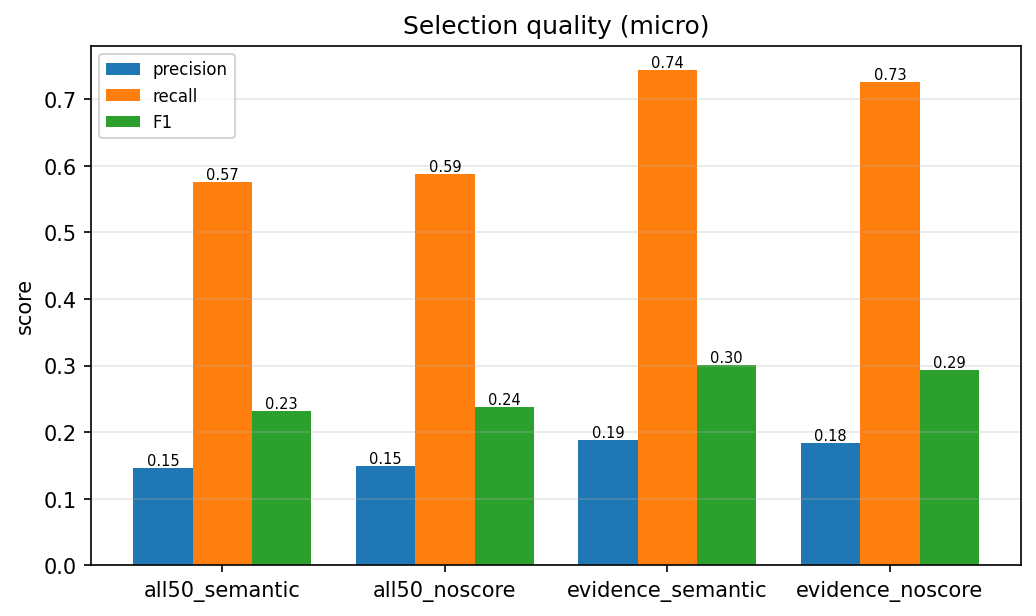 Selection quality (micro)
precision
recall
F1
score
0.7
0.6
0.5
0.4
0.3
0.2
0.1
0.0
0.15
0.57
0.23
0.15
0.59
0.24
0.19
0.74
0.30
0.18
0.73
0.29
all50_semantic
all50_noscore
evidence_semantic
evidence_noscore